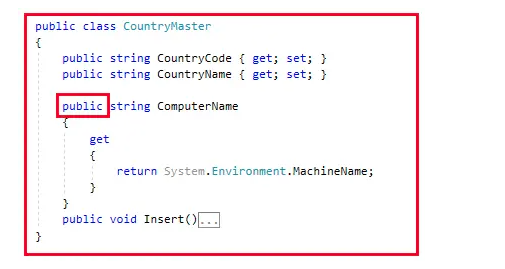 public class CountryMaster
{
public string CountryCode { get; set; }
public string CountryName { get; set; }
public string ComputerName
{
get
{
return System.Environment.MachineName;
}
}
public void Insert()...
}